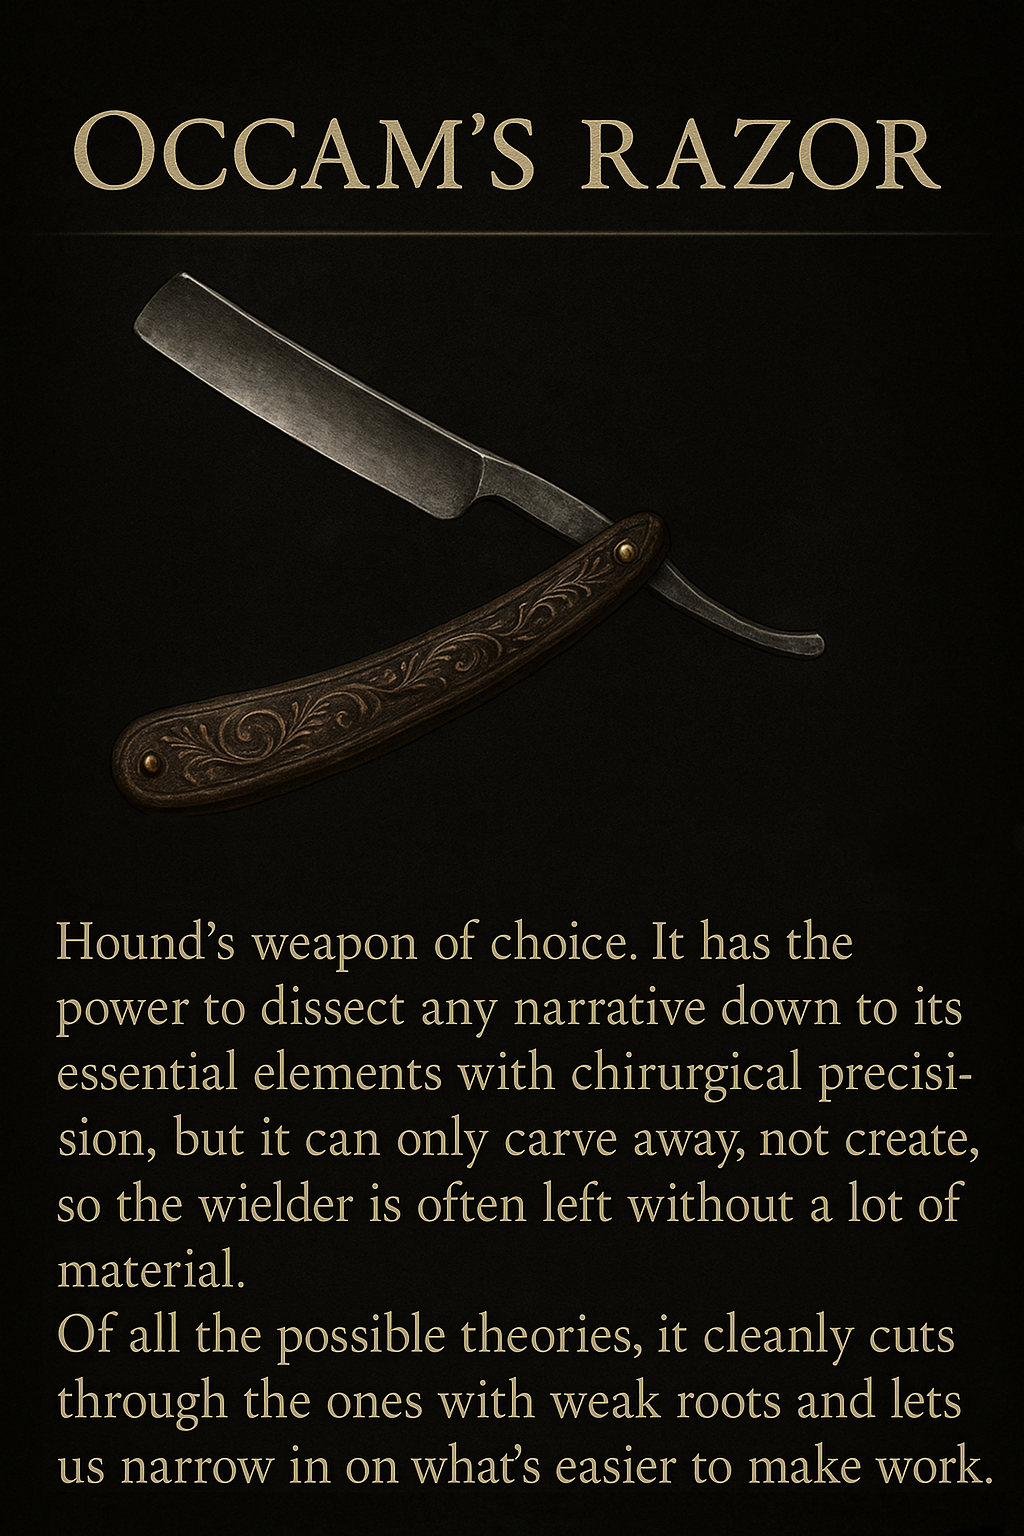 OCCAM’S RAZOR
Hound’s weapon of choice. It has the
power to dissect any narrative down to its
essential elements with chirurgical precisi-
sion, but it can only carve away, not create,
so the wielder is often left without a lot of
material.
Of all the possible theories, it cleanly cuts
through the ones with weak roots and lets
us narrow in on what’s easier to make work.